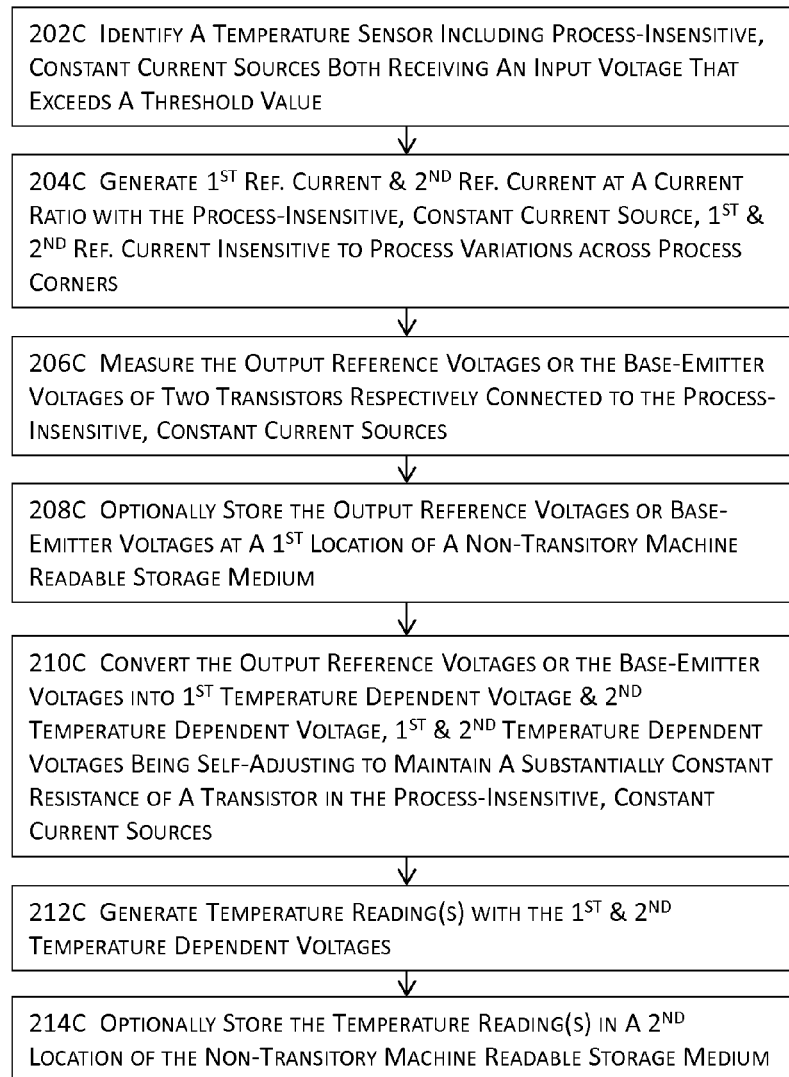 202C IDENTIFY A TEMPERATURE SENSOR INCLUDING PROCESS-INSENSITIVE,
CONSTANT CURRENT SOURCES BOTH RECEIVING AN INPUT VOLTAGE THAT
EXCEEDS A THRESHOLD VALUE
204C GENERATE 1ST REF. CURRENT & 2ND REF. CURRENT AT A CURRENT
RATIO WITH THE PROCESS-INSENSITIVE, CONSTANT CURRENT SOURCE, 1ST &
2ND REF. CURRENT INSENSITIVE TO PROCESS VARIATIONS ACROSS PROCESS
CORNERS
206C MEASURE THE OUTPUT REFERENCE VOLTAGES OR THE BASE-EMITTER
VOLTAGES OF TWO TRANSISTORS RESPECTIVELY CONNECTED TO THE PROCESS-
INSENSITIVE, CONSTANT CURRENT SOURCES
208C OPTIONALLY STORE THE OUTPUT REFERENCE VOLTAGES OR BASE-
EMITTER VOLTAGES AT A 1ST LOCATION OF A NON-TRANSITORY MACHINE
READABLE STORAGE MEDIUM
210C CONVERT THE OUTPUT REFERENCE VOLTAGES OR THE BASE-EMITTER
VOLTAGES INTO 1ST TEMPERATURE DEPENDENT VOLTAGE & 2ND
TEMPERATURE DEPENDENT VOLTAGE, 1ST & 2ND TEMPERATURE DEPENDENT
VOLTAGES BEING SELF-ADJUSTING TO MAINTAIN A SUBSTANTIALLY CONSTANT
RESISTANCE OF A TRANSISTOR IN THE PROCESS-INSENSITIVE, CONSTANT
CURRENT SOURCES
212C GENERATE TEMPERATURE READING(S) WITH THE 1ST & 2ND
TEMPERATURE DEPENDENT VOLTAGES
214C OPTIONALLY STORE THE TEMPERATURE READING(S) IN A 2ND
LOCATION OF THE NON-TRANSITORY MACHINE READABLE STORAGE MEDIUM